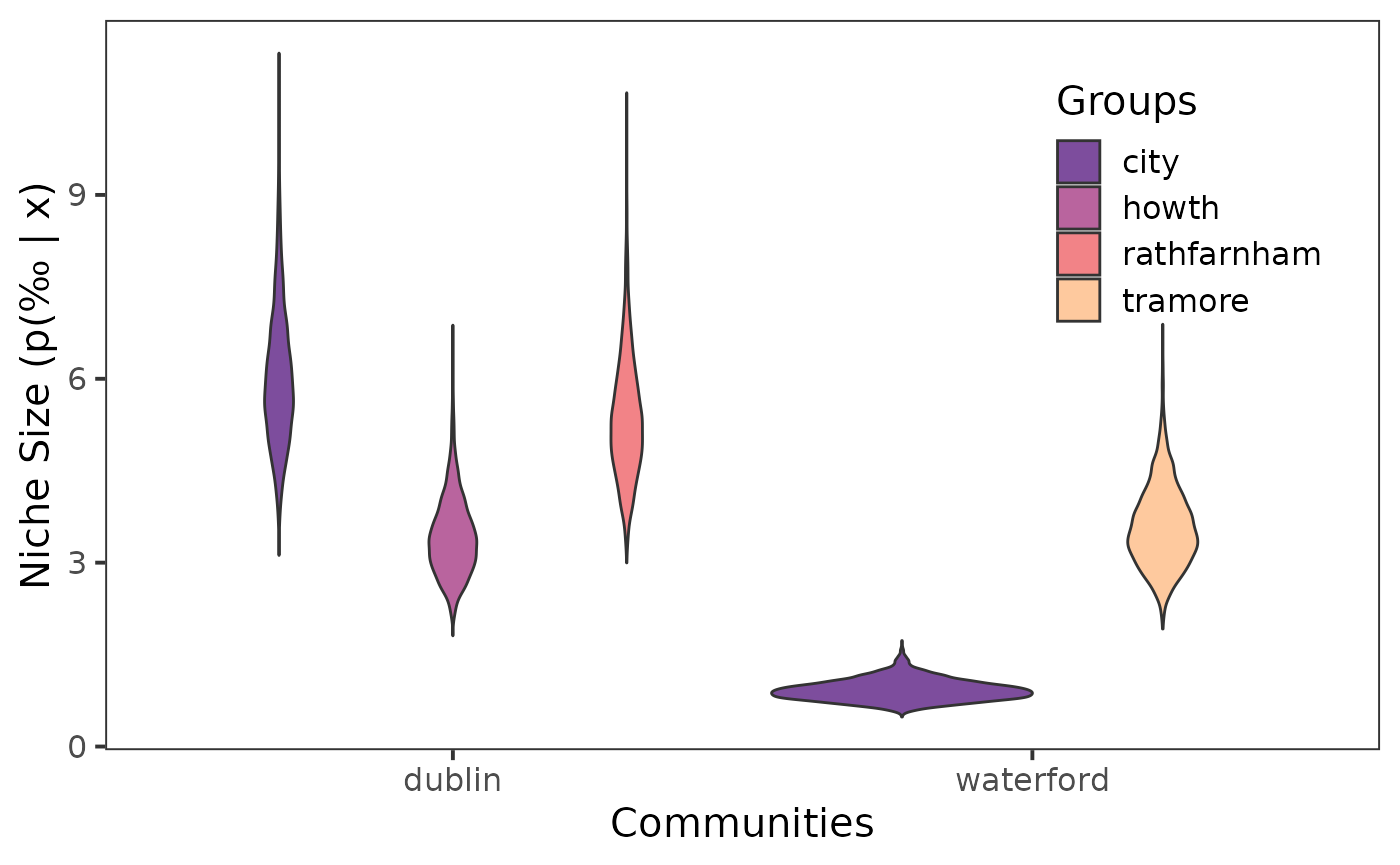 Niche Size (p(‰ | x)
9
6
3
0
Groups
city
howth
rathfarnham
tramore
dublin
waterford
Communities